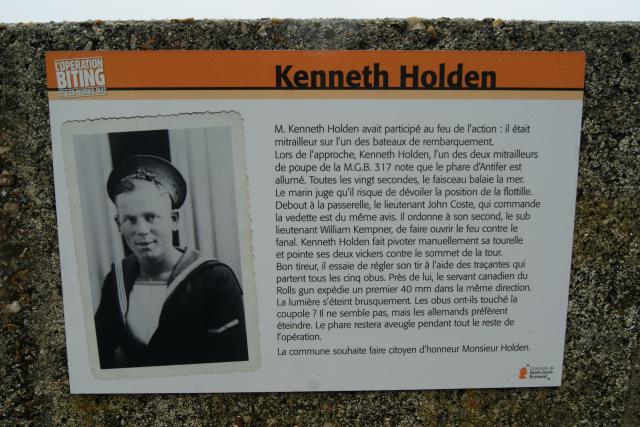 L'OPERATION
BITING
Kenneth Holden
M. Kenneth Holden avait participé au feu de l'action : il était
mitrailleur sur l'un des bateaux de rembarquement.
Lors de l'approche, Kenneth Holden, l'un des deux mitrailleurs
de poupe de la M.G.B. 317 note que le phare d'Antifer est
allumé. Toutes les vingt secondes, le faisceau balaie la mer.
Le marin juge qu'il risque de dévoiler la position de la flottille.
Debout à la passerelle, le lieutenant John Coste, qui commande
la vedette est du même avis. Il ordonne à son second, le sub
lieutenant William Kempner, de faire ouvrir le feu contre le
fanal. Kenneth Holden fait pivoter manuellement sa tourelle
et pointe ses deux vickers contre le sommet de la tour.
Bon tireur, il essaie de régler son tir à l'aide des traçantes qui
partent tous les cinq obus. Près de lui, le servant canadien du
Rolls gun expédie un premier 40 mm dans la même direction.
La lumière s'éteint brusquement. Les obus ont-ils touché la
coupole ? Il ne semble pas, mais les allemands préfèrent
éteindre. Le phare restera aveugle pendant tout le reste de
l'opération.
La commune souhaite faire citoyen d'honneur Monsieur Holden.
Commune de
Saint-Jouin
Bruneval